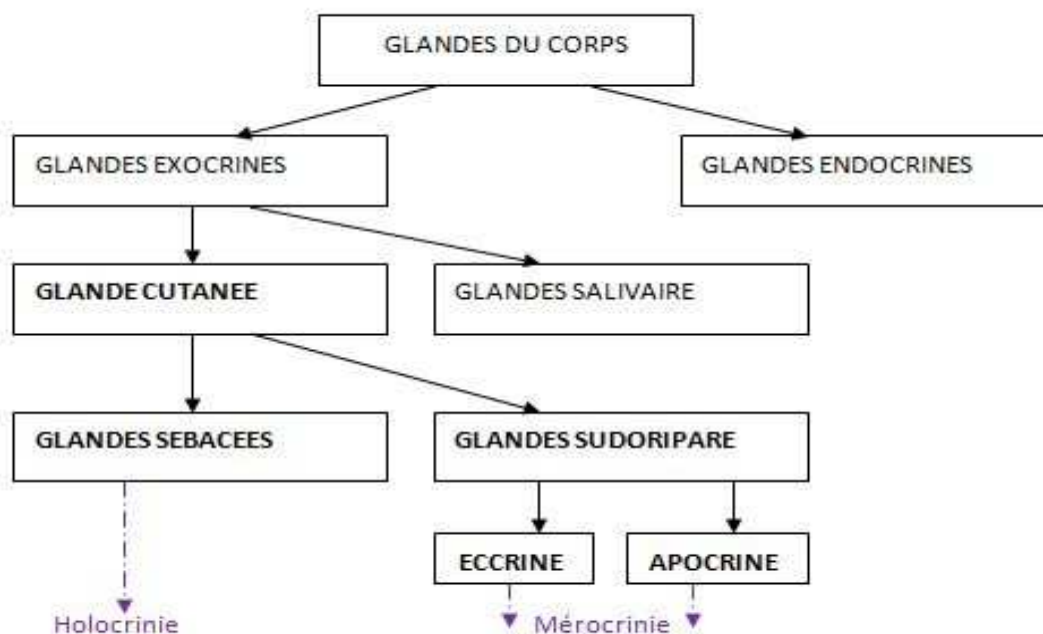 GLANDES DU CORPS
GLANDES EXOCRINES
GLANDES ENDOCRINES
GLANDE CUTANEE
GLANDES SALIVAIRE
GLANDES SEBACEES
GLANDES SUDORIPARE
ECCRINE
APOCRINE
Holocrinie
Mérocrinie